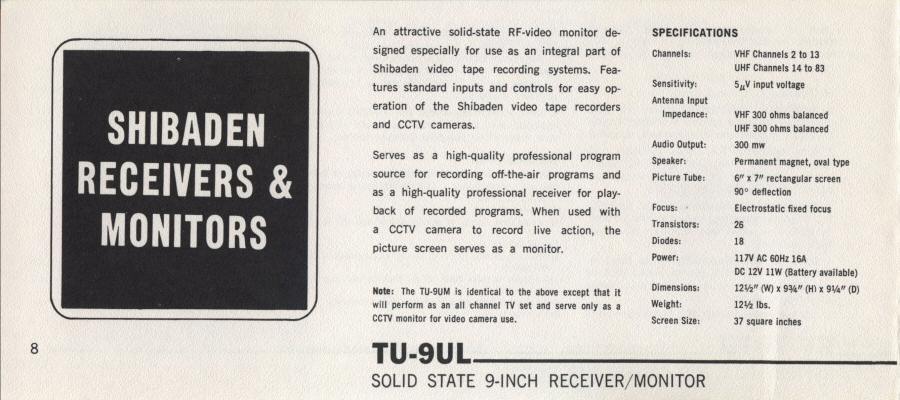 SHIBADEN
RECEIVERS &
MONITORS
8
An attractive solid-state RF-video monitor de-
signed especially for use as an integral part of
Shibaden video tape recording systems. Fea-
tures standard inputs and controls for easy op-
eration of the Shibaden video tape recorders
and CCTV cameras.
Serves as a high-quality professional program
source for recording off-the-air programs and
as a high-quality professional receiver for play-
back of recorded programs. When used with
a CCTV camera to record live action, the
picture screen serves as a monitor.
Note: The TU-9UM is identical to the above except that it
will perform as an all channel TV set and serve only as a
CCTV monitor for video camera use.
SPECIFICATIONS
Channels: VHF Channels 2 to 13
UHF Channels 14 to 83
Sensitivity: 5µV input voltage
Antenna Input
Impedance: VHF 300 ohms balanced
UHF 300 ohms balanced
Audio Output: 300 mw
Speaker: Permanent magnet, oval type
Picture Tube: 6" x 7" rectangular screen
90° deflection
Focus: Electrostatic fixed focus
Transistors: 26
Diodes: 18
Power: 117V AC 60Hz 16A
DC 12V 11W (Battery available)
Dimensions: 12½" (W) x 9¾" (H) x 9¼" (D)
Weight: 12½ lbs.
Screen Size: 37 square inches
TU-9UL
SOLID STATE 9-INCH RECEIVER/MONITOR